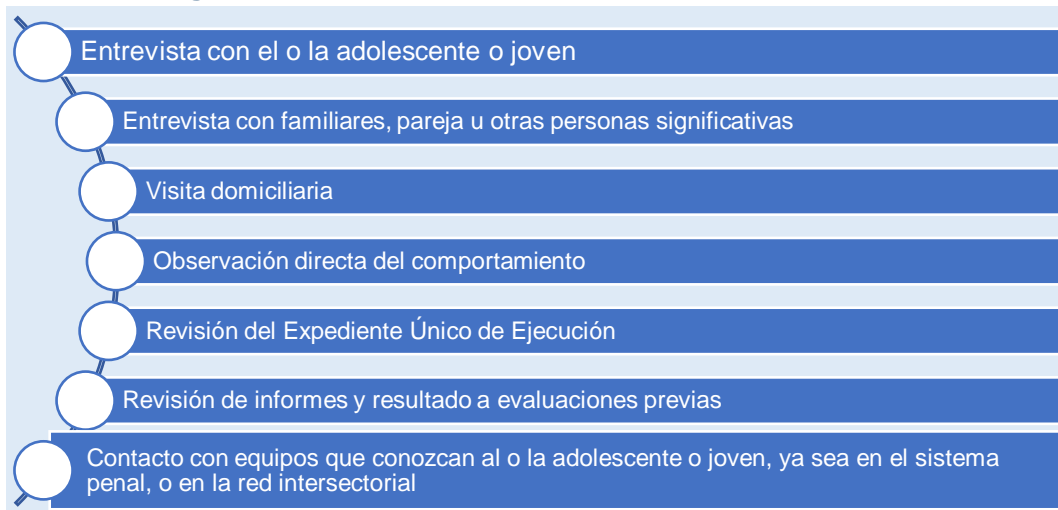 Entrevista con el o la adolescente o joven
Entrevista con familiares, pareja u otras personas significativas
Visita domiciliaria
Observación directa del comportamiento
Revisión del Expediente Único de Ejecución
Revisión de informes y resultado a evaluaciones previas
Contacto con equipos que conozcan al o la adolescente o joven, ya sea en el sistema
penal, o en la red intersectorial